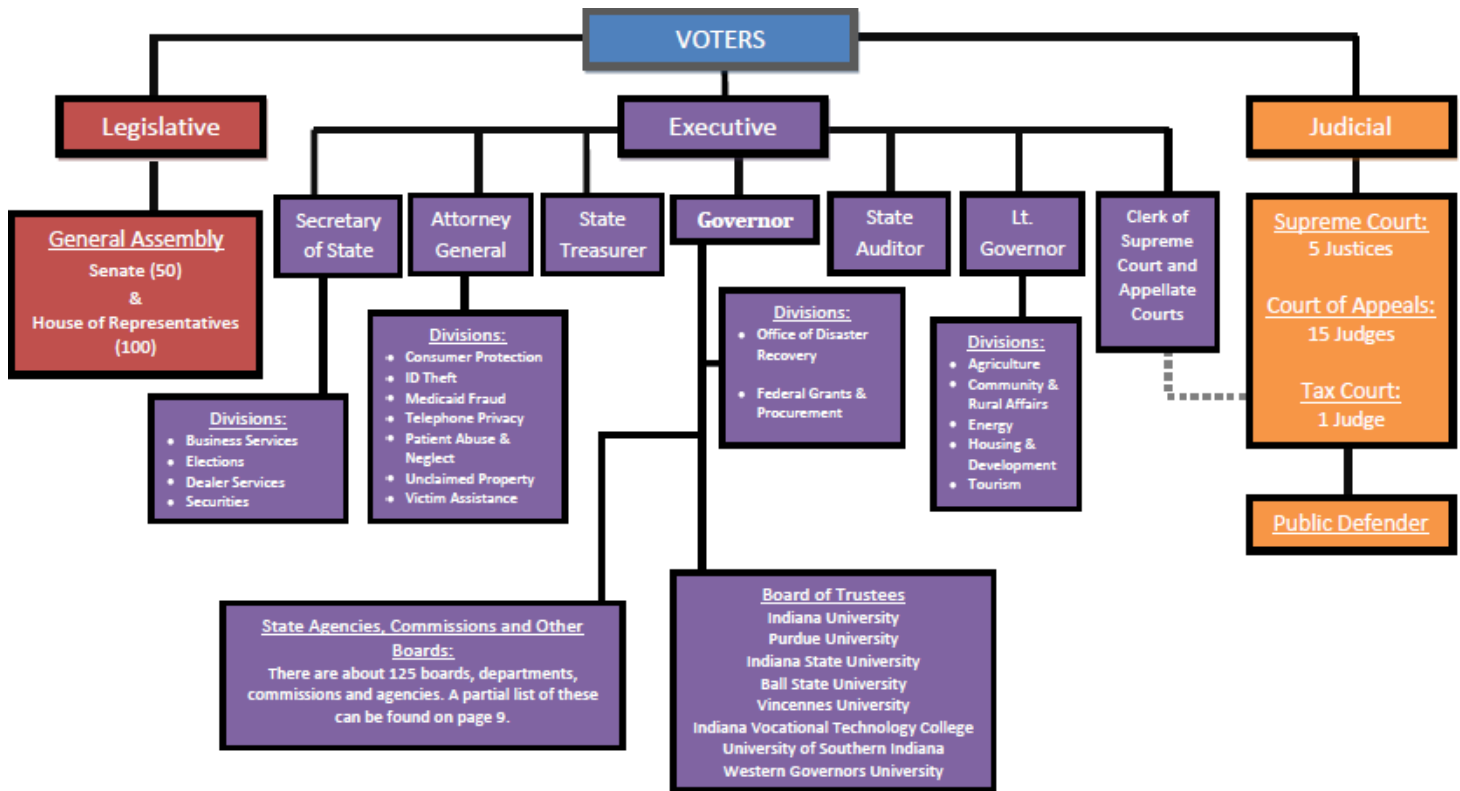 VOTERS
Legislative
Executive
Judicial
General Assembly
Senate (50)
&
House of Representatives
(100)
Secretary
of State
Attorney
General
State
Treasurer
Governor
State
Auditor
Lt.
Governor
Clerk of
Supreme
Court and
Appellate
Courts
Supreme Court:
5 Justices
Court of Appeals:
15 Judges
Tax Court:
1 Judge
Divisions:
• Business Services
• Elections
• Dealer Services
• Securities
Divisions:
• Consumer Protection
• ID Theft
• Medicaid Fraud
• Telephone Privacy
• Patient Abuse &
Neglect
• Unclaimed Property
• Victim Assistance
Divisions:
• Office of Disaster
Recovery
• Federal Grants &
Procurement
Divisions:
• Agriculture
• Community &
Rural Affairs
• Energy
• Housing &
Development
• Tourism
Public Defender
State Agencies, Commissions and Other
Boards:
There are about 125 boards, departments,
commissions and agencies. A partial list of these
can be found on page 9.
Board of Trustees
Indiana University
Purdue University
Indiana State University
Ball State University
Vincennes University
Indiana Vocational Technology College
University of Southern Indiana
Western Governors University